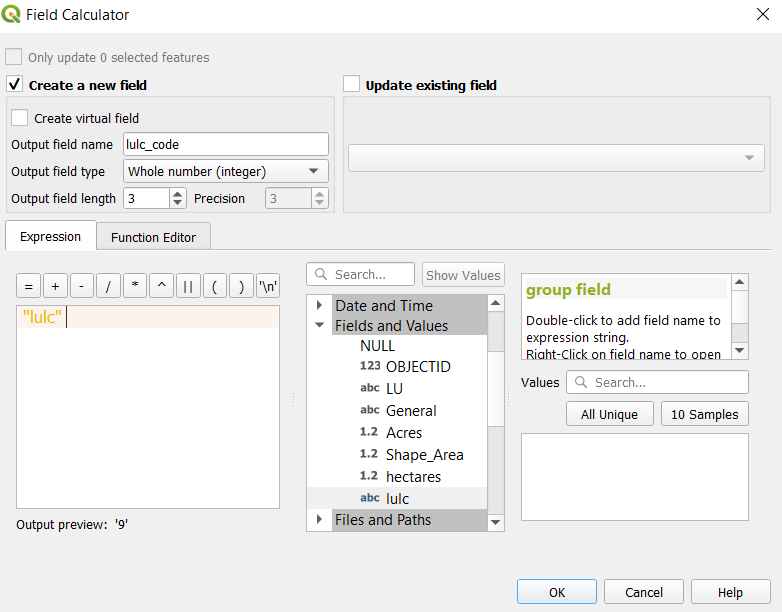 Field Calculator
Only update 0 selected features
Create a new field
Update existing field
Create virtual field
Output field name lulc_code
Output field type Whole number (integer)
Output field length 3 Precision 3
Expression Function Editor
= + - / * ^ || ( ) '\n'
"lulc"
Output preview: '9'
Search... Show Values
Date and Time
Fields and Values
NULL
123 OBJECTID
abc LU
abc General
1.2 Acres
1.2 Shape_Area
1.2 hectares
abc lulc
Files and Paths
group field
Double-click to add field name to
expression string.
Right-Click on field name to open
Values Search...
All Unique 10 Samples
OK Cancel Help